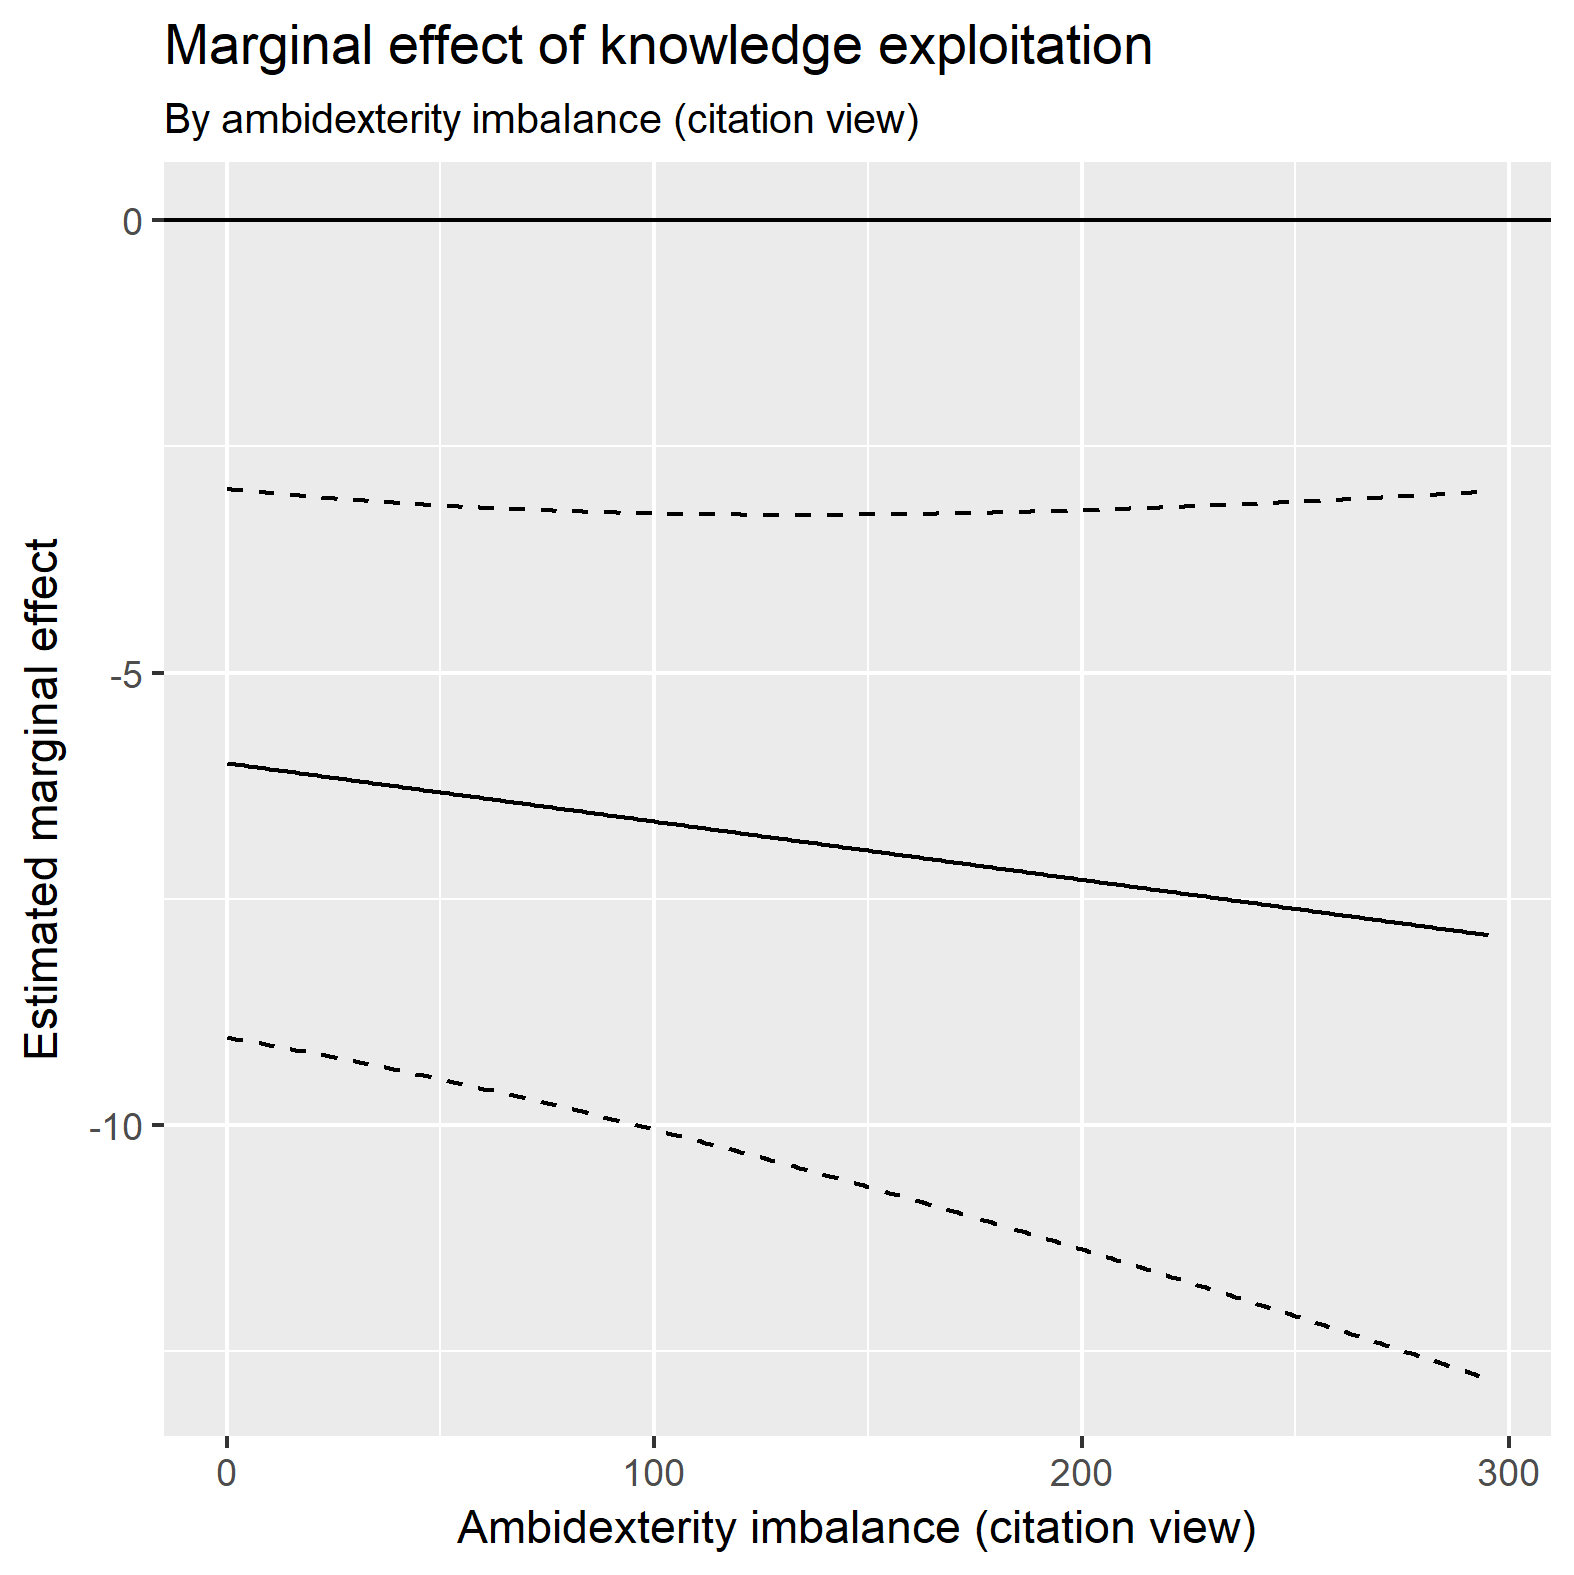 Marginal effect of knowledge exploitation
By ambidexterity imbalance (citation view)
Estimated marginal effect
0
-5
-10
0 100 200 300
Ambidexterity imbalance (citation view)